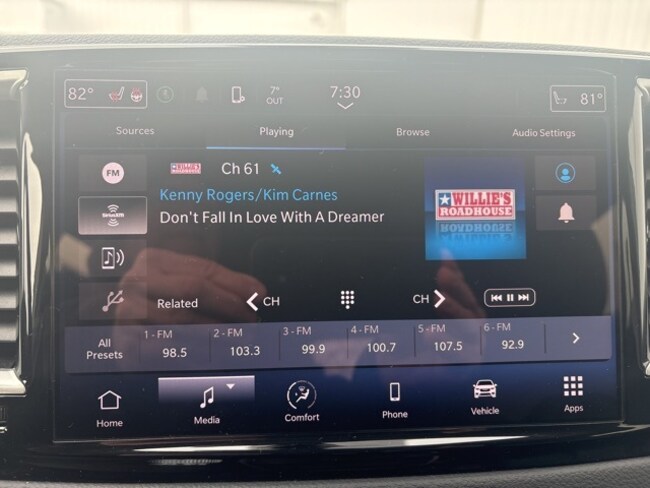 82°
7°
OUT
7:30
81°
Sources
Playing
Browse
Audio Settings
FM
WILLIE'S
ROADHOUSE
Ch 61
Kenny Rogers/Kim Carnes
Don't Fall In Love With A Dreamer
SiriusXM
WILLIE'S
ROADHOUSE
Related
CH
CH
All
Presets
1 - FM
98.5
2 - FM
103.3
3 - FM
99.9
4 - FM
100.7
5 - FM
107.5
6 - FM
92.9
Home
Media
Comfort
Phone
Vehicle
Apps